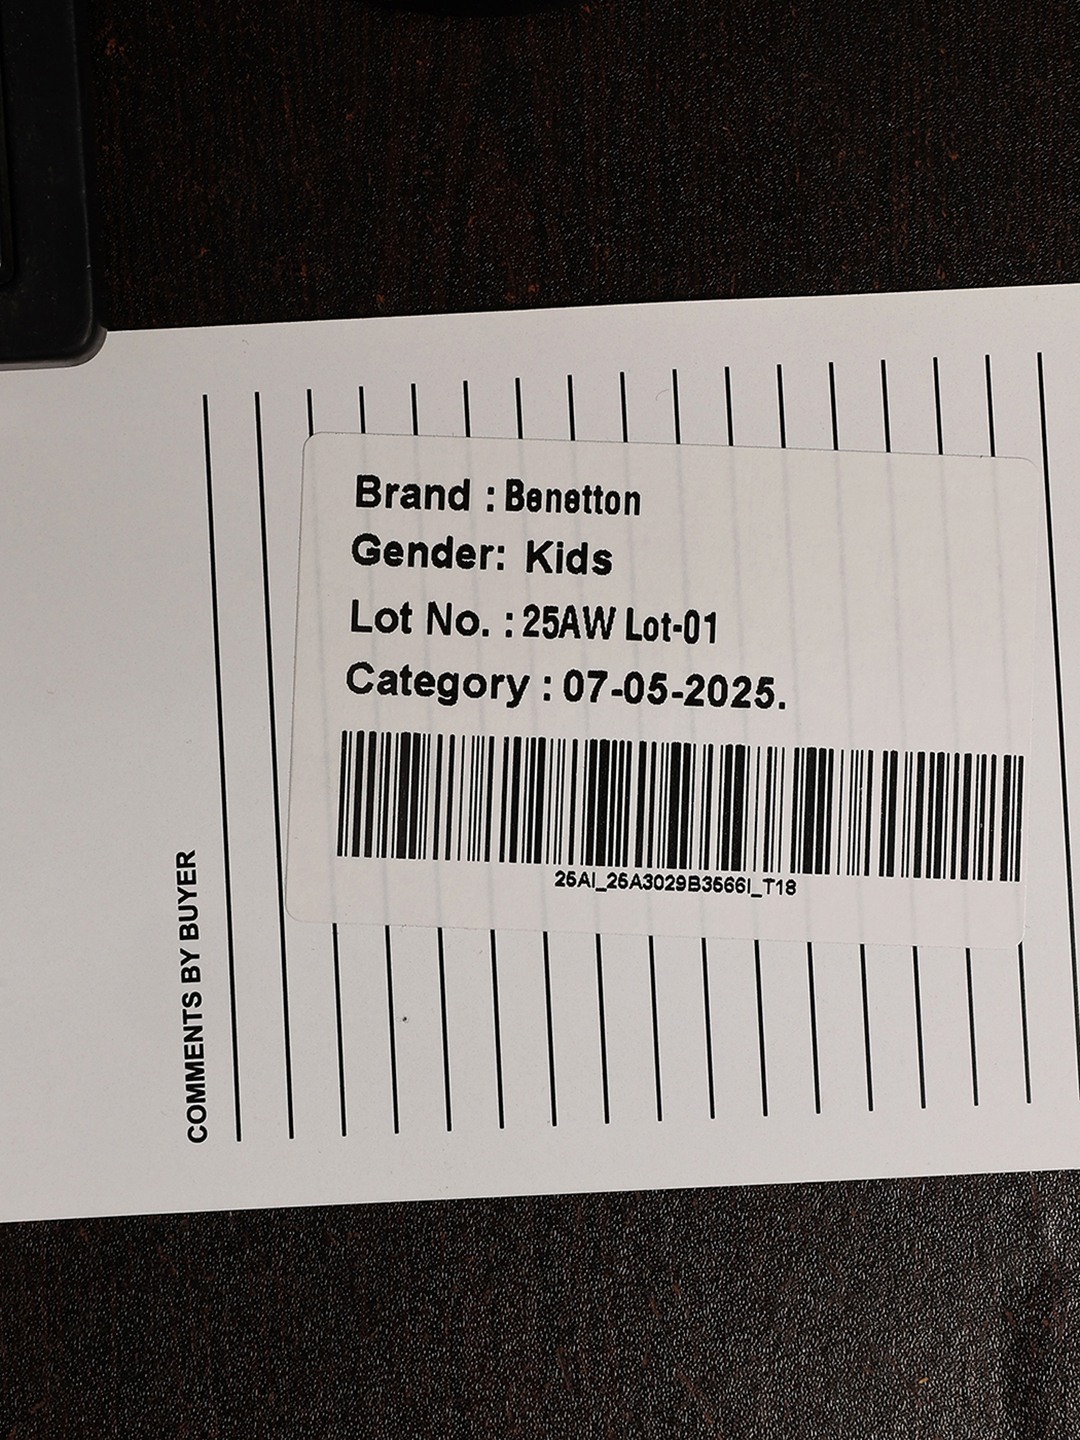 Brand : Benetton
Gender: Kids
Lot No. : 25AW Lot-01
Category : 07-05-2025.
25AI_25A3029B3566I_T18
COMMENTS BY BUYER